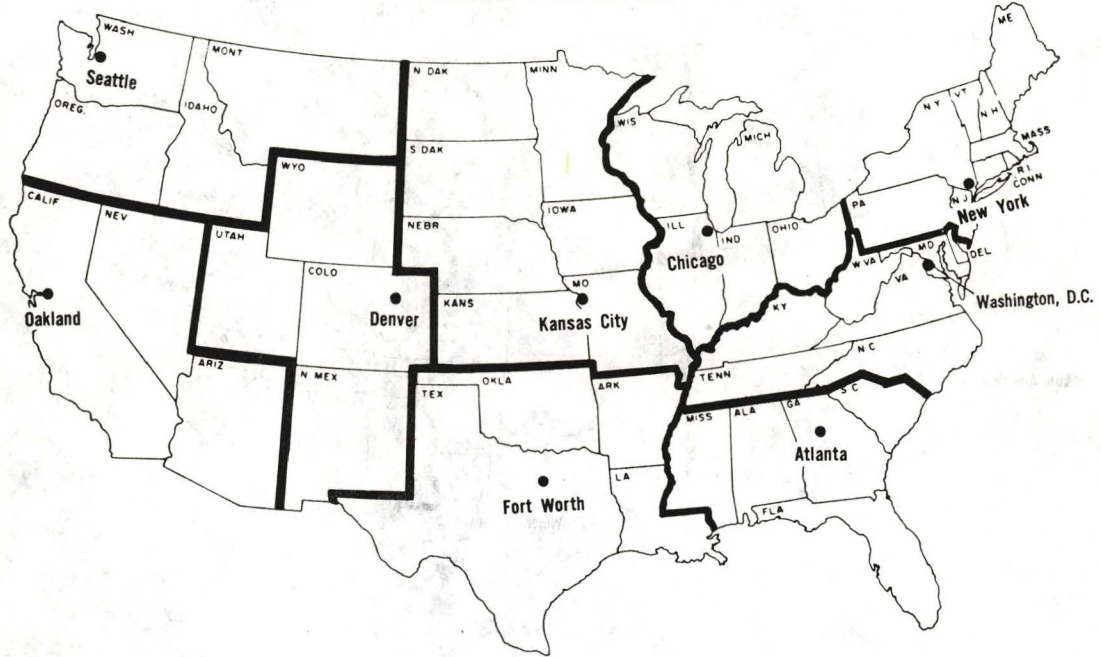 WASH
Seattle
MONT
N DAK
MINN
ME
OREG.
IDAHO
S DAK
WIS
MICH
N Y
VT
N H
MASS
R I
CONN
WYO
CALIF
NEV
UTAH
NEBR
IOWA
ILL
IND
OHIO
PA
N J
New York
Chicago
COLO
Denver
KANS
MO
Kansas City
KY
W VA
VA
MD
DEL
Washington, D.C.
Oakland
ARIZ
N MEX
TEX
OKLA
ARK
TENN
N C
S C
MISS
ALA
GA
Atlanta
LA
Fort Worth
FLA